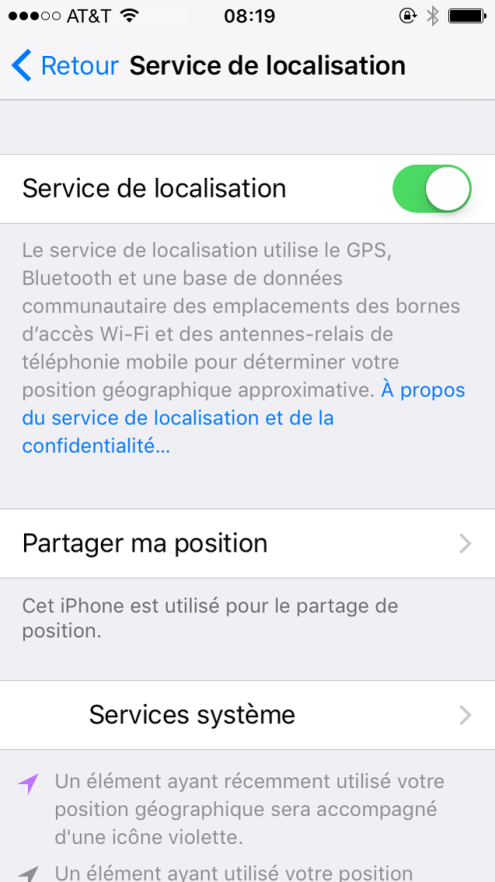 AT&T 08:19
Retour Service de localisation
Service de localisation
Le service de localisation utilise le GPS,
Bluetooth et une base de données
communautaire des emplacements des bornes
d’accès Wi-Fi et des antennes-relais de
téléphonie mobile pour déterminer votre
position géographique approximative. À propos
du service de localisation et de la
confidentialité…
Partager ma position
Cet iPhone est utilisé pour le partage de
position.
Services système
Un élément ayant récemment utilisé votre
position géographique sera accompagné
d'une icône violette.
Un élément ayant utilisé votre position